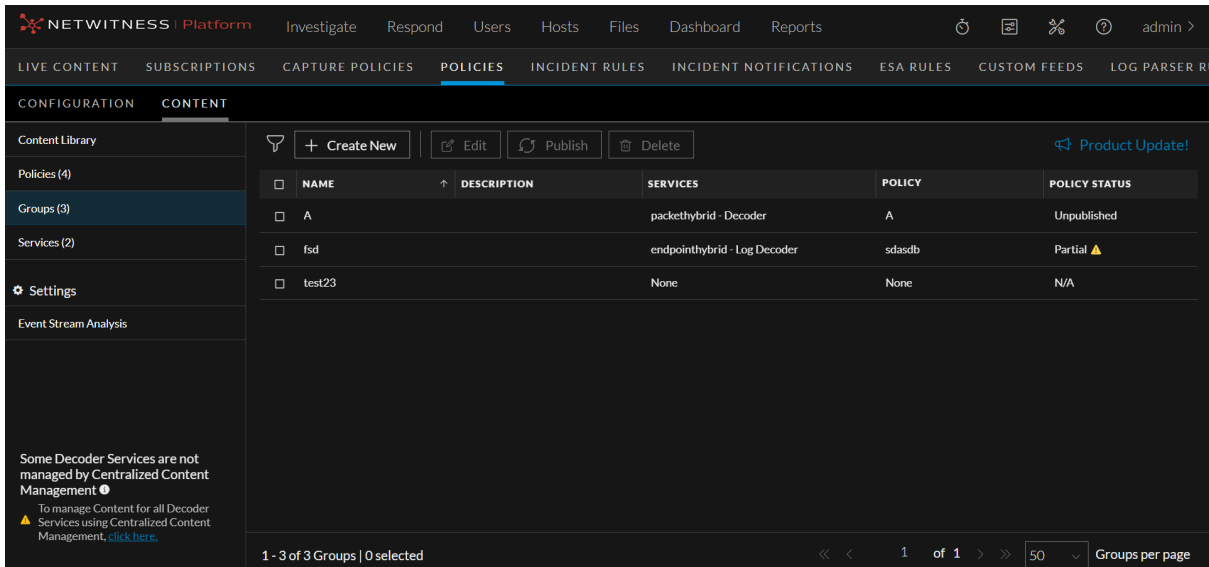 NETWITNESS | Platform Investigate Respond Users Hosts Files Dashboard Reports admin >
LIVE CONTENT SUBSCRIPTIONS CAPTURE POLICIES POLICIES INCIDENT RULES INCIDENT NOTIFICATIONS ESA RULES CUSTOM FEEDS LOG PARSER R
CONFIGURATION CONTENT
Content Library
Policies (4)
Groups (3)
Services (2)
Settings
Event Stream Analysis
Some Decoder Services are not
managed by Centralized Content
Management
To manage Content for all Decoder
Services using Centralized Content
Management, click here.
+ Create New Edit Publish Delete Product Update!
NAME ↑ DESCRIPTION SERVICES POLICY POLICY STATUS
A packethybrid - Decoder A Unpublished
fsd endpointhybrid - Log Decoder sdasdb Partial
test23 None None N/A
1 - 3 of 3 Groups | 0 selected « < 1 of 1 > » 50 Groups per page